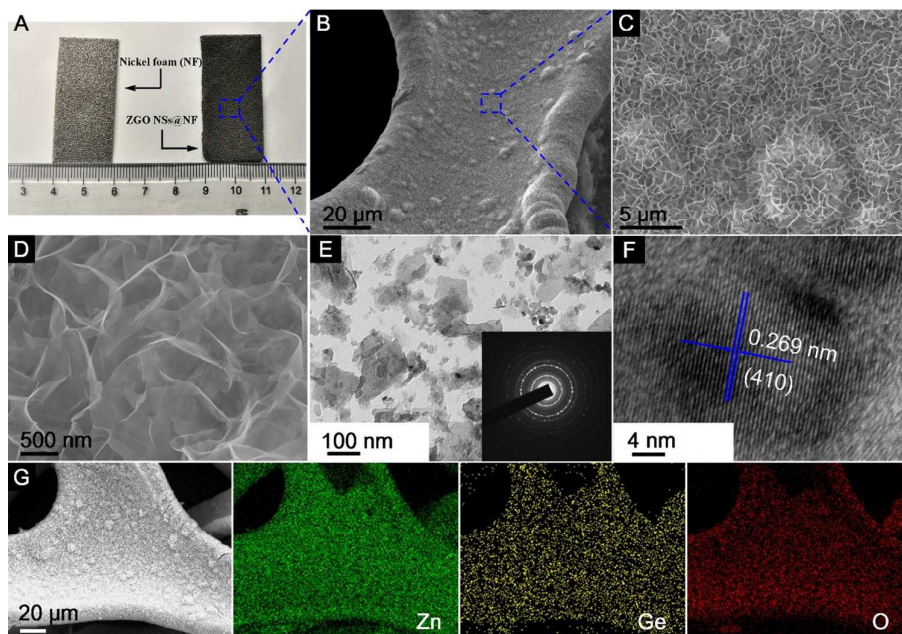 A
Nickel foam (NF)
ZGO NSs@NF
3 4 5 6 7 8 9 10 11 12
B
20 µm
C
5 µm
D
500 nm
E
100 nm
F
0.269 nm
(410)
4 nm
G
20 µm
Zn
Ge
O